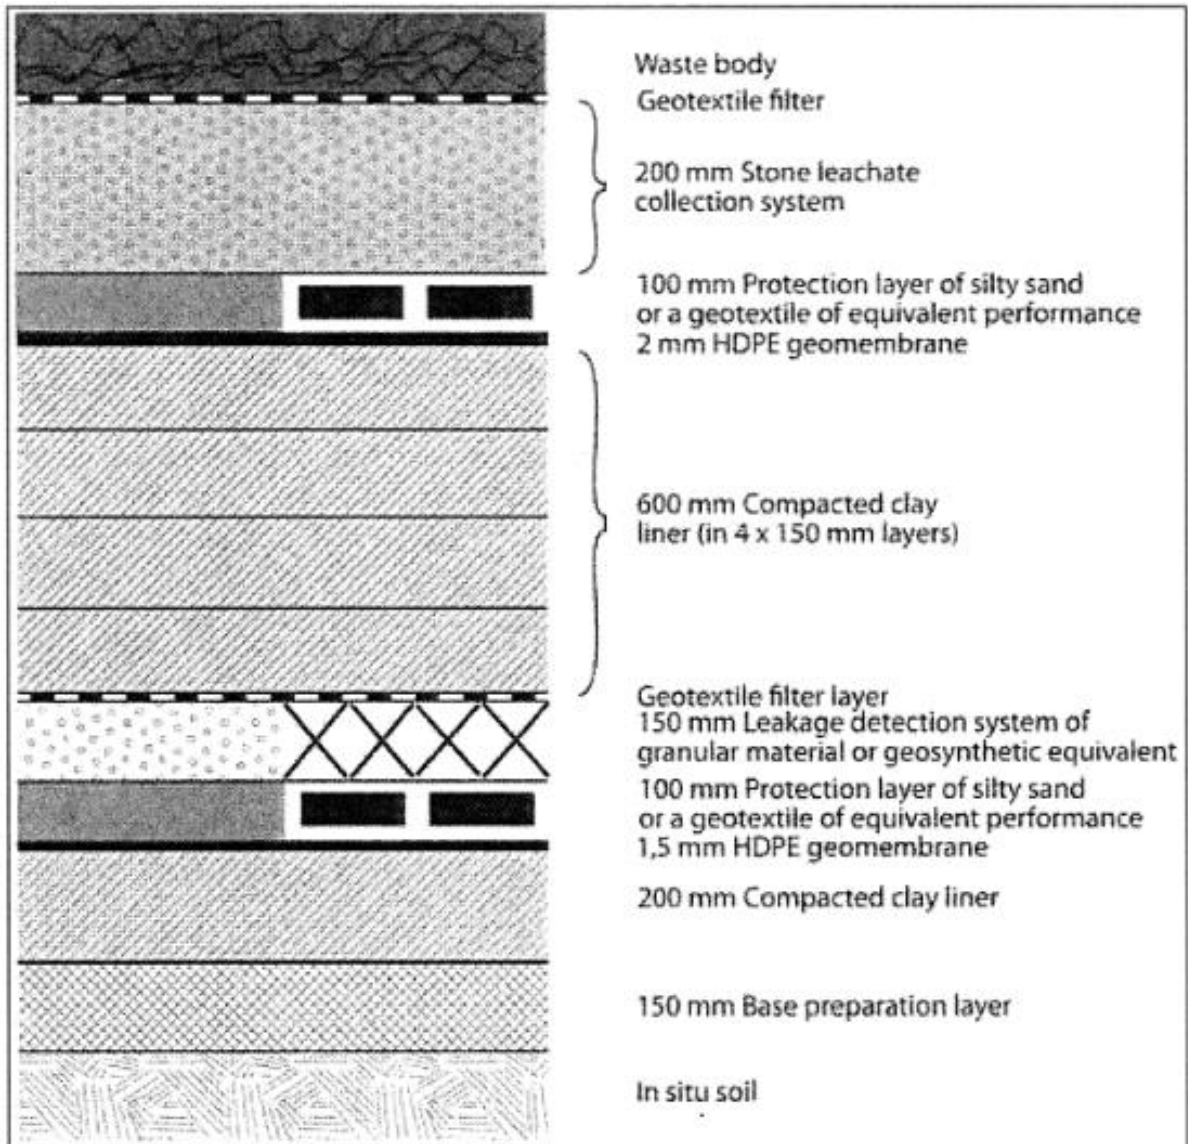 Waste body
Geotextile filter
200 mm Stone leachate
collection system
100 mm Protection layer of silty sand
or a geotextile of equivalent performance
2 mm HDPE geomembrane
600 mm Compacted clay
liner (in 4 x 150 mm layers)
Geotextile filter layer
150 mm Leakage detection system of
granular material or geosynthetic equivalent
100 mm Protection layer of silty sand
or a geotextile of equivalent performance
1,5 mm HDPE geomembrane
200 mm Compacted clay liner
150 mm Base preparation layer
In situ soil